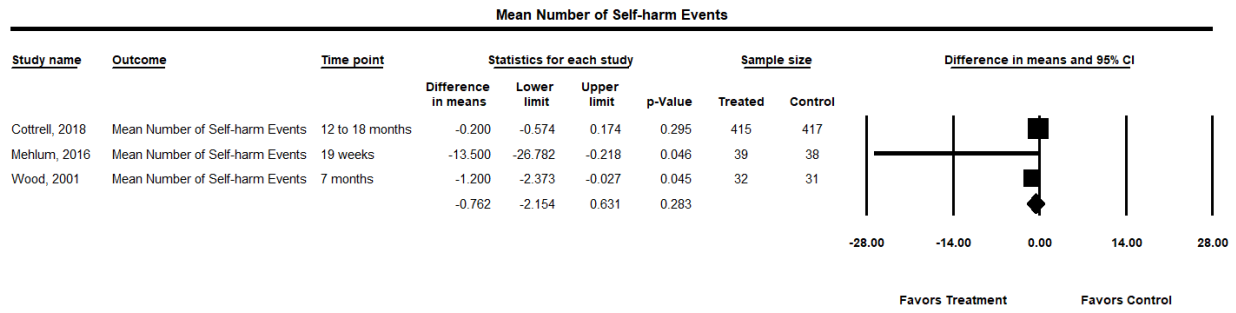 Mean Number of Self-harm Events
Study name Outcome Time point Statistics for each study Sample size Difference in means and 95% CI
Difference in means Lower limit Upper limit p-Value Treated Control
Cottrell, 2018 Mean Number of Self-harm Events 12 to 18 months -0.200 -0.574 0.174 0.295 415 417
Mehlum, 2016 Mean Number of Self-harm Events 19 weeks -13.500 -26.782 -0.218 0.046 39 38
Wood, 2001 Mean Number of Self-harm Events 7 months -1.200 -2.373 -0.027 0.045 32 31
-0.762 -2.154 0.631 0.283
-28.00 -14.00 0.00 14.00 28.00
Favors Treatment Favors Control